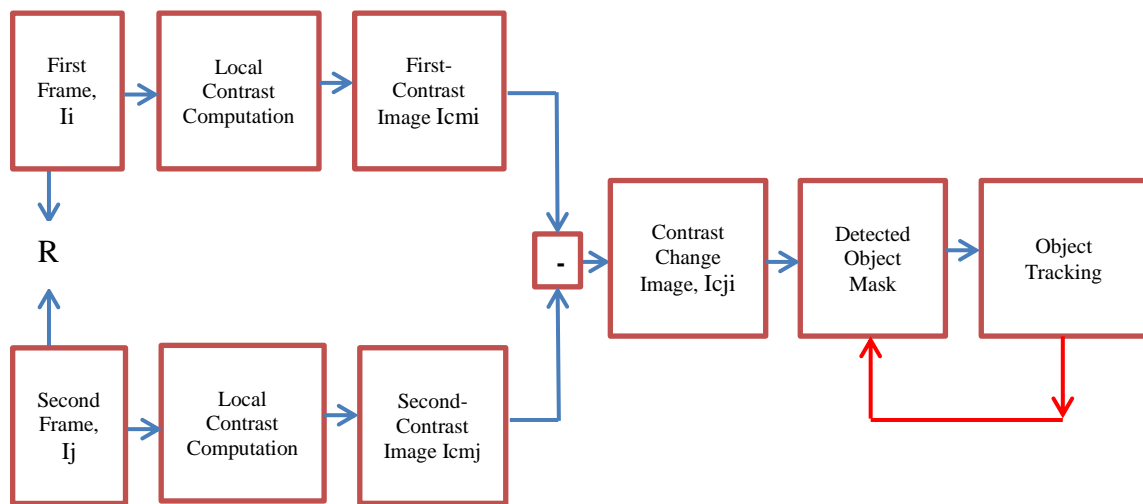 First
Frame,
Ii
Local
Contrast
Computation
First-
Contrast
Image Icmi
R
-
Contrast
Change
Image, Icji
Detected
Object
Mask
Object
Tracking
Second
Frame,
Ij
Local
Contrast
Computation
Second-
Contrast
Image Icmj